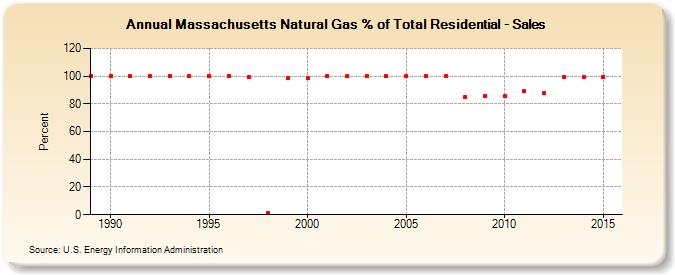 Annual Massachusetts Natural Gas % of Total Residential - Sales
Percent
120
100
80
60
40
20
0
1990 1995 2000 2005 2010 2015
Source: U.S. Energy Information Administration